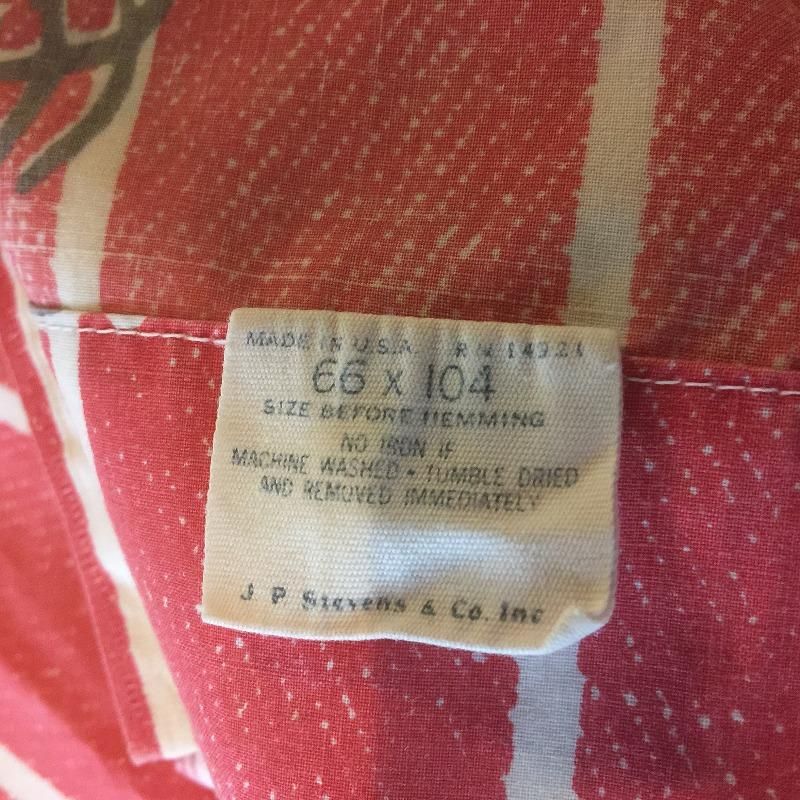 MADE IN U.S.A. RN 14924
66 X 104
SIZE BEFORE HEMMING
NO IRON IF
MACHINE WASHED • TUMBLE DRIED
AND REMOVED IMMEDIATELY
J P Stevens & Co. Inc